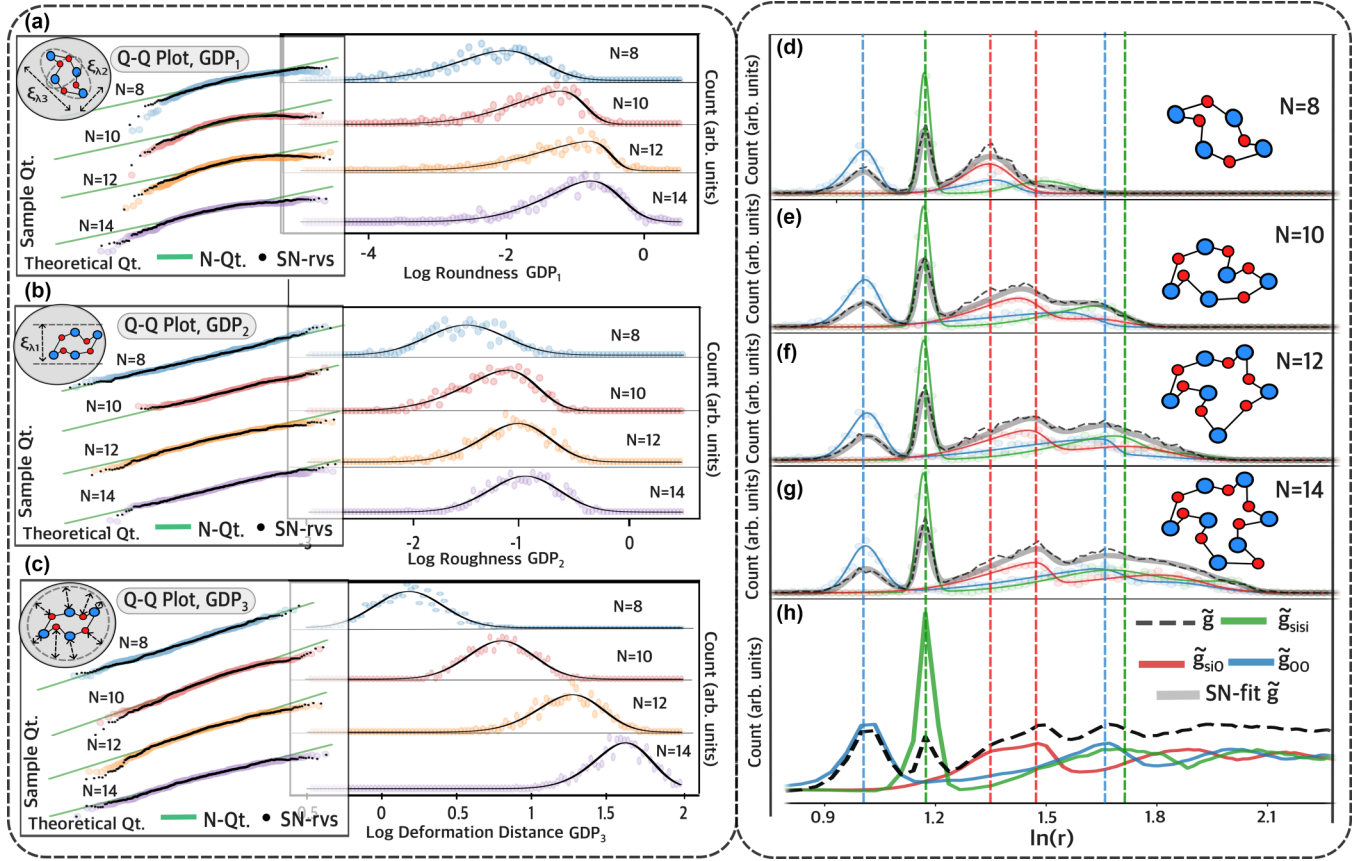 (a)
Q-Q Plot, GDP₁
ξλ2
ξλ3
N=8
N=10
N=12
N=14
Sample Qt.
Theoretical Qt.
N-Qt.
SN-rvs
N=8
N=10
N=12
N=14
Count (arb. units)
-4
-2
0
Log Roundness GDP₁
(b)
Q-Q Plot, GDP₂
ξλ1
N=8
N=10
N=12
N=14
Sample Qt.
Theoretical Qt.
N-Qt.
SN-rvs
N=8
N=10
N=12
N=14
Count (arb. units)
-3
-2
-1
0
Log Roughness GDP₂
(c)
Q-Q Plot, GDP₃
N=8
N=10
N=12
N=14
Sample Qt.
Theoretical Qt.
N-Qt.
SN-rvs
N=8
N=10
N=12
N=14
Count (arb. units)
-0.5
0
0.5
1
1.5
2
Log Deformation Distance GDP₃
(d)
N=8
Count (arb. units)
(e)
N=10
Count (arb. units)
(f)
N=12
Count (arb. units)
(g)
N=14
Count (arb. units)
(h)
g̃
g̃sisi
g̃siO
g̃OO
SN-fit g̃
Count (arb. units)
0.9
1.2
1.5
1.8
2.1
ln(r)